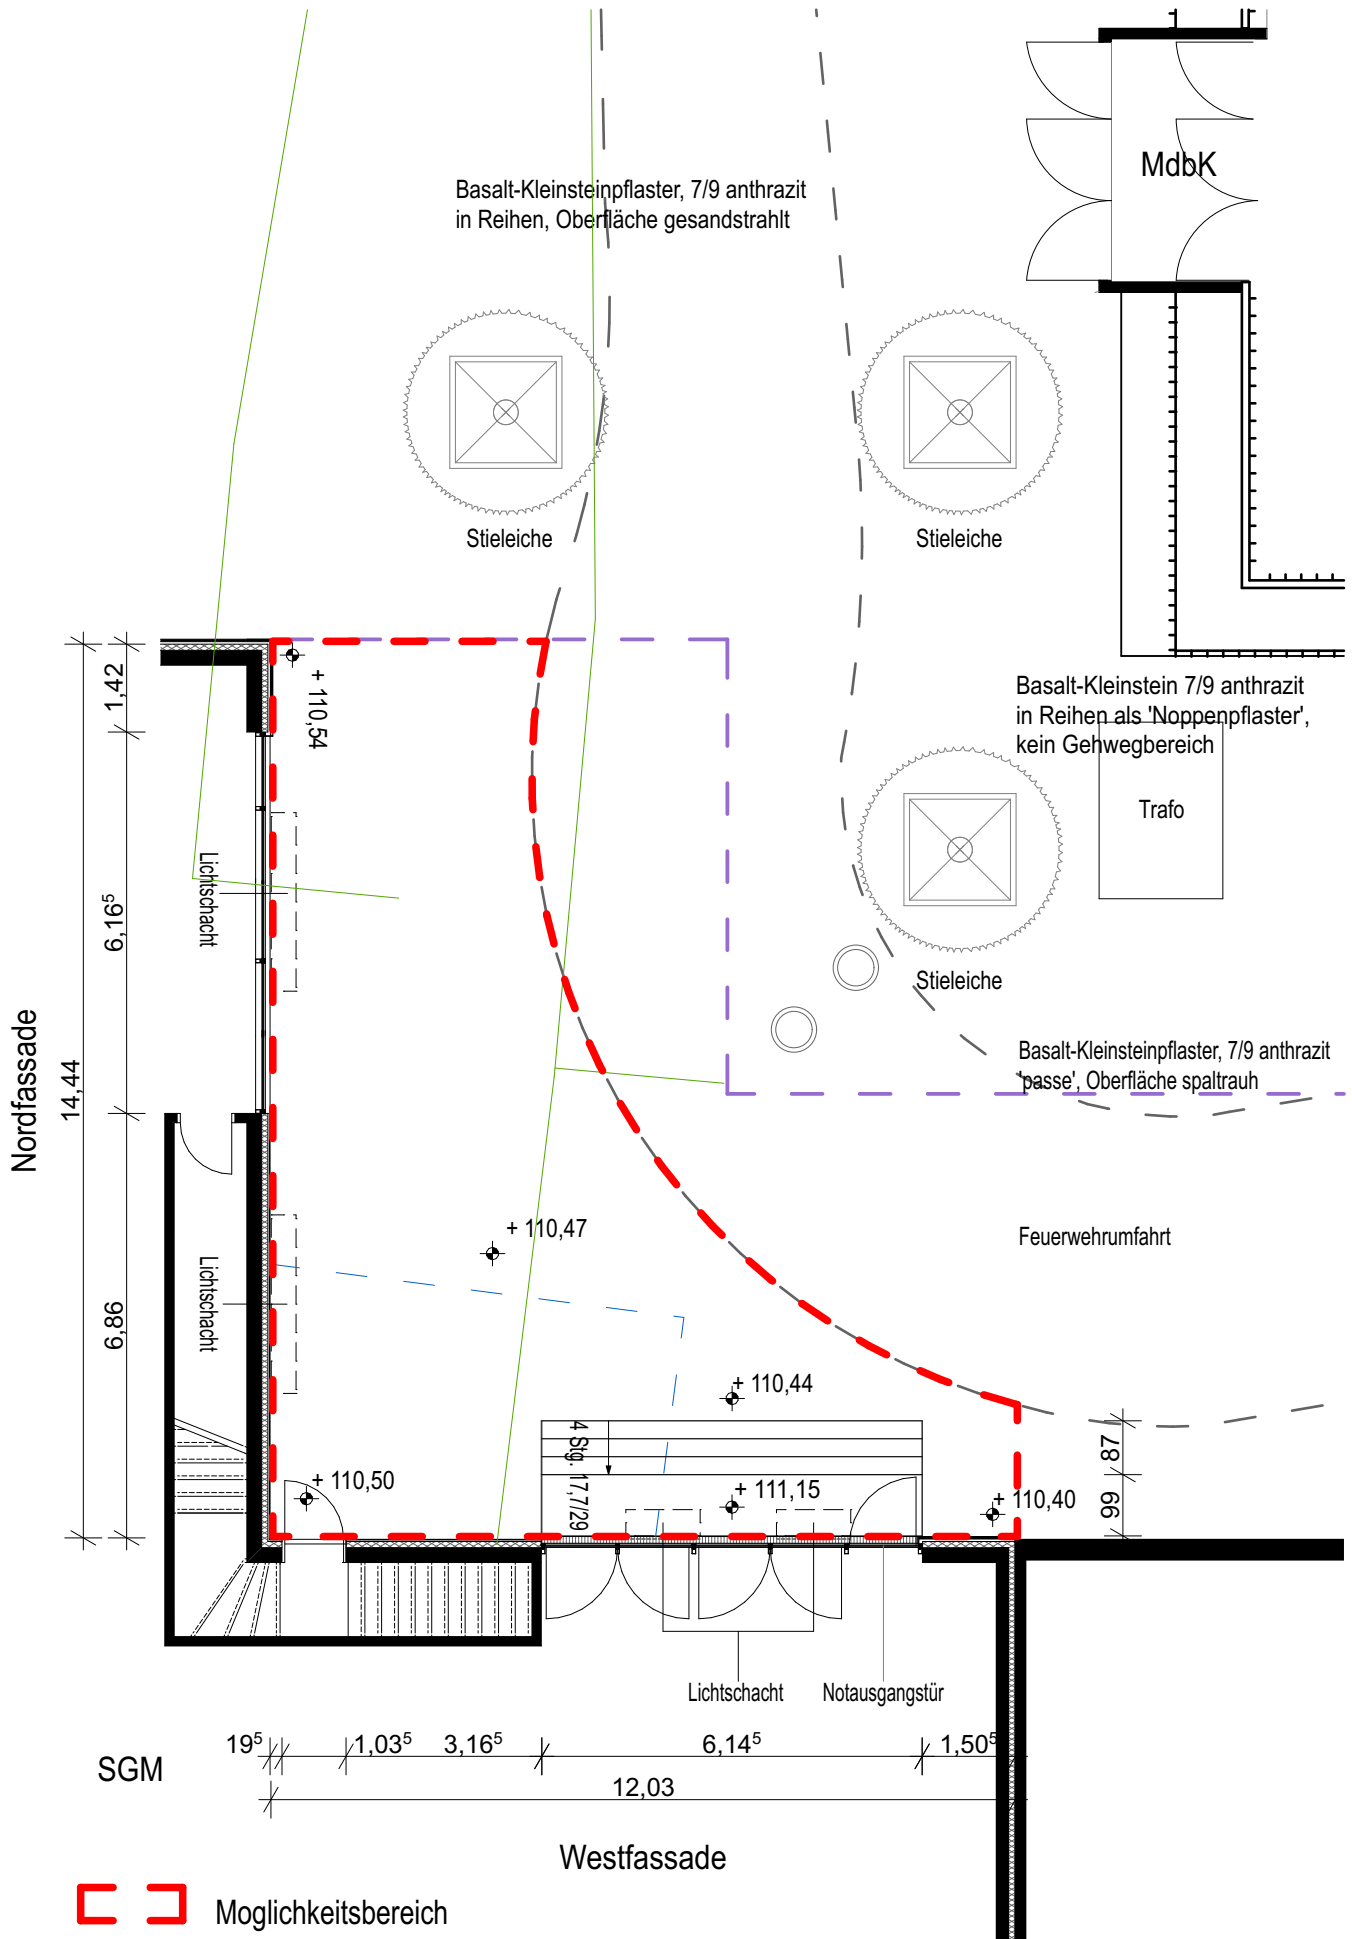 MdbK
Basalt-Kleinsteinpflaster, 7/9 anthrazit
in Reihen, Oberfläche gesandstrahlt
Stieleiche
Stieleiche
1,42
+ 110,54
Basalt-Kleinstein 7/9 anthrazit
in Reihen als 'Noppenpflaster',
kein Gehwegbereich
Trafo
Lichtschacht
6,16⁵
Stieleiche
Nordfassade
14,44
Basalt-Kleinsteinpflaster, 7/9 anthrazit
'passe', Oberfläche spaltrauh
+ 110,47
Feuerwehrumfahrt
Lichtschacht
6,86
+ 110,44
4 Stg. 17,7/29
87
99
+ 110,50
+ 111,15
+ 110,40
Lichtschacht
Notausgangstür
19⁵
1,03⁵
3,16⁵
6,14⁵
1,50⁵
SGM
12,03
Westfassade
Moglichkeitsbereich